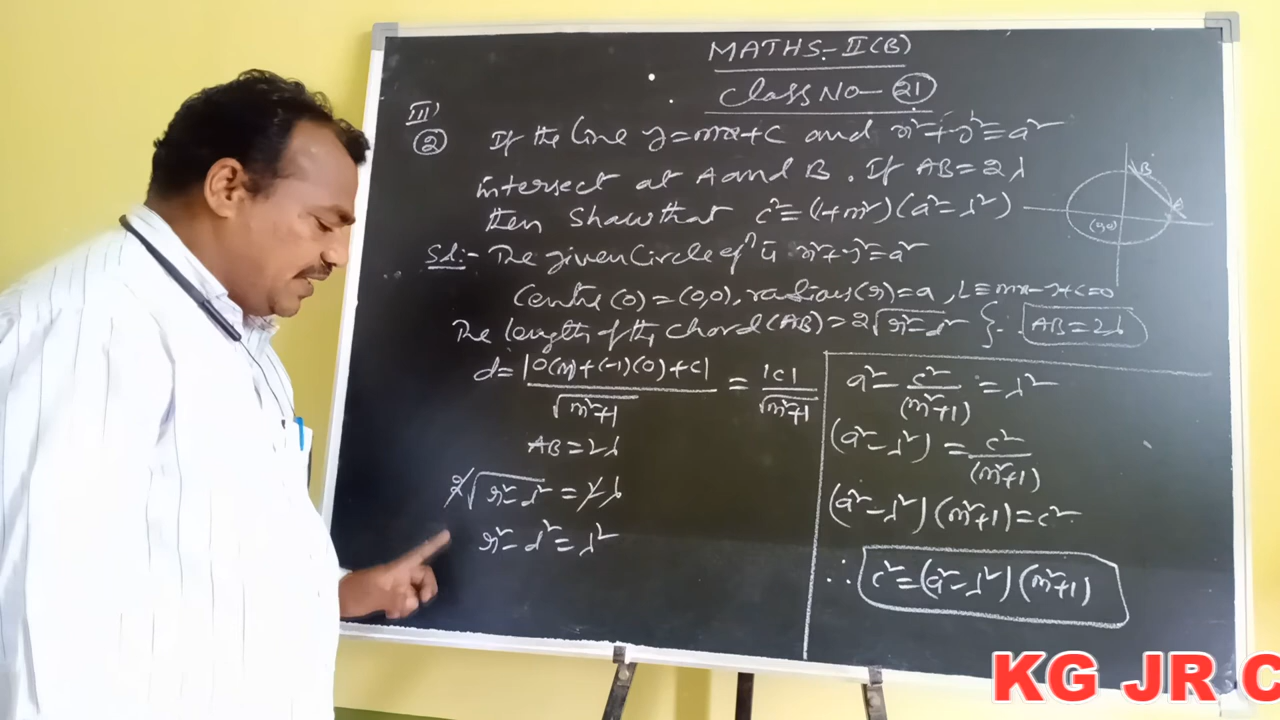 MATHS- II(B)
Class NO- 21
III
② If the line y=mx+c and x²+y²=a²
intersect at A and B. If AB=2λ
then show that c²=(1+m²)(a²-λ²)
B
A
(0,0)
Sol:- The given Circle eqn is x²+y²=a²
Centre(0)=(0,0), radius(r)=a, L≡mx-y+c=0
The length of the chord(AB)=2√r²-d² }∴ AB=2λ
d= |0(m)+(-1)(0)+c| / √m²+1 = |c| / √m²+1
AB=2λ
2√r²-d² = 2λ
r²-d²=λ²
a²- c²/(m²+1) =λ²
(a²-λ²) = c²/(m²+1)
(a²-λ²)(m²+1)=c²
∴ c²=(a²-λ²)(m²+1)
KG JR C